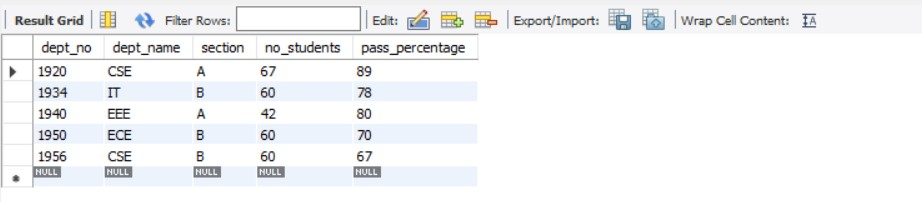 Result Grid Filter Rows: Edit: Export/Import: Wrap Cell Content: IA
dept_no dept_name section no_students pass_percentage
1920 CSE A 67 89
1934 IT B 60 78
1940 EEE A 42 80
1950 ECE B 60 70
1956 CSE B 60 67
NULL NULL NULL NULL NULL